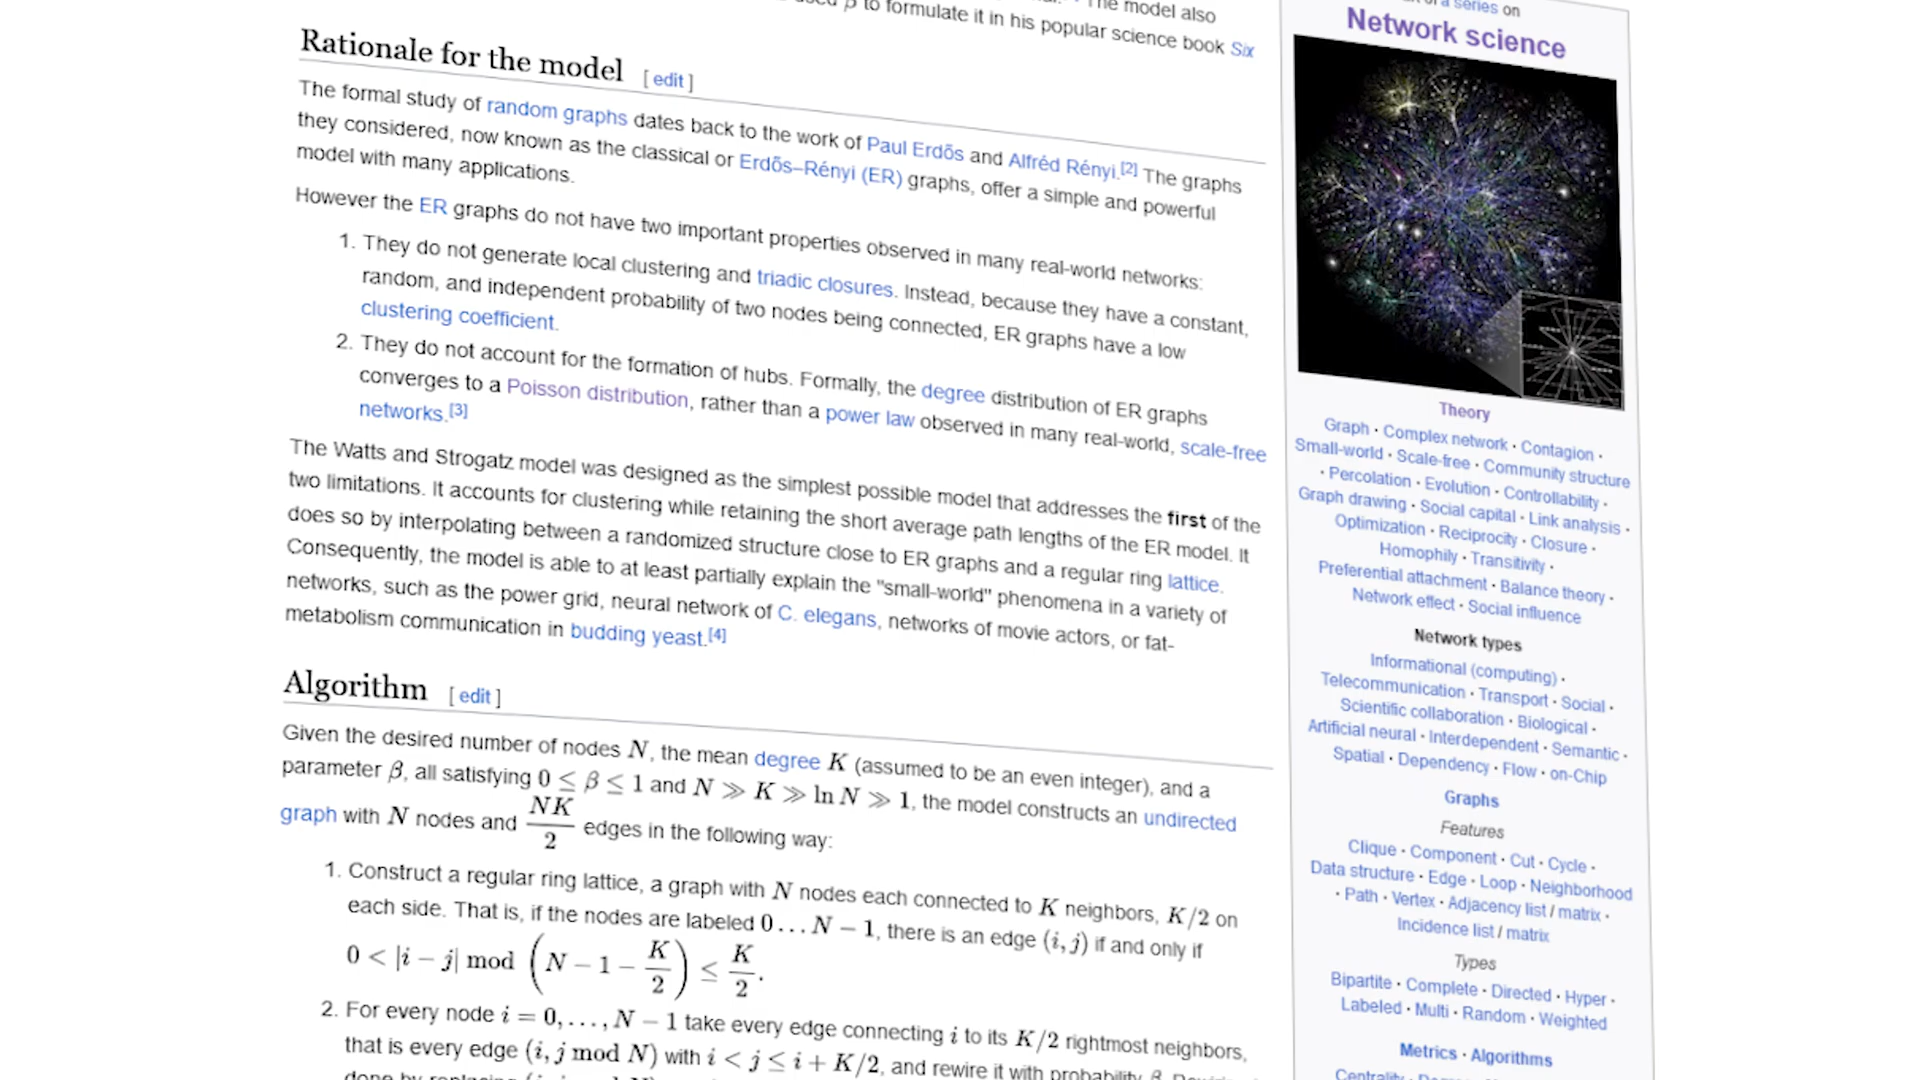 The model also
β to formulate it in his popular science book Six
Rationale for the model [ edit ]
The formal study of random graphs dates back to the work of Paul Erdős and Alfréd Rényi.[2] The graphs
they considered, now known as the classical or Erdős–Rényi (ER) graphs, offer a simple and powerful
model with many applications.
However the ER graphs do not have two important properties observed in many real-world networks:
1. They do not generate local clustering and triadic closures. Instead, because they have a constant,
random, and independent probability of two nodes being connected, ER graphs have a low
clustering coefficient.
2. They do not account for the formation of hubs. Formally, the degree distribution of ER graphs
converges to a Poisson distribution, rather than a power law observed in many real-world, scale-free
networks.[3]
The Watts and Strogatz model was designed as the simplest possible model that addresses the first of the
two limitations. It accounts for clustering while retaining the short average path lengths of the ER model. It
does so by interpolating between a randomized structure close to ER graphs and a regular ring lattice.
Consequently, the model is able to at least partially explain the "small-world" phenomena in a variety of
networks, such as the power grid, neural network of C. elegans, networks of movie actors, or fat-
metabolism communication in budding yeast.[4]
Algorithm [ edit ]
Given the desired number of nodes N, the mean degree K (assumed to be an even integer), and a
parameter β, all satisfying 0 ≤ β ≤ 1 and N ≫ K ≫ ln N ≫ 1, the model constructs an undirected
graph with N nodes and NK/2 edges in the following way:
1. Construct a regular ring lattice, a graph with N nodes each connected to K neighbors, K/2 on
each side. That is, if the nodes are labeled 0 … N − 1, there is an edge (i, j) if and only if
0 < |i − j| mod (N − 1 − K/2) ≤ K/2.
2. For every node i = 0, …, N − 1 take every edge connecting i to its K/2 rightmost neighbors,
that is every edge (i, j mod N) with i < j ≤ i + K/2, and rewire it with probability β.
done by replacing
a series on
Network science
Theory
Graph · Complex network · Contagion ·
Small-world · Scale-free · Community structure
· Percolation · Evolution · Controllability ·
Graph drawing · Social capital · Link analysis ·
Optimization · Reciprocity · Closure ·
Homophily · Transitivity ·
Preferential attachment · Balance theory ·
Network effect · Social influence
Network types
Informational (computing) ·
Telecommunication · Transport · Social ·
Scientific collaboration · Biological ·
Artificial neural · Interdependent · Semantic ·
Spatial · Dependency · Flow · on-Chip
Graphs
Features
Clique · Component · Cut · Cycle ·
Data structure · Edge · Loop · Neighborhood
· Path · Vertex · Adjacency list / matrix ·
Incidence list / matrix
Types
Bipartite · Complete · Directed · Hyper ·
Labeled · Multi · Random · Weighted
Metrics · Algorithms
Centrality ·